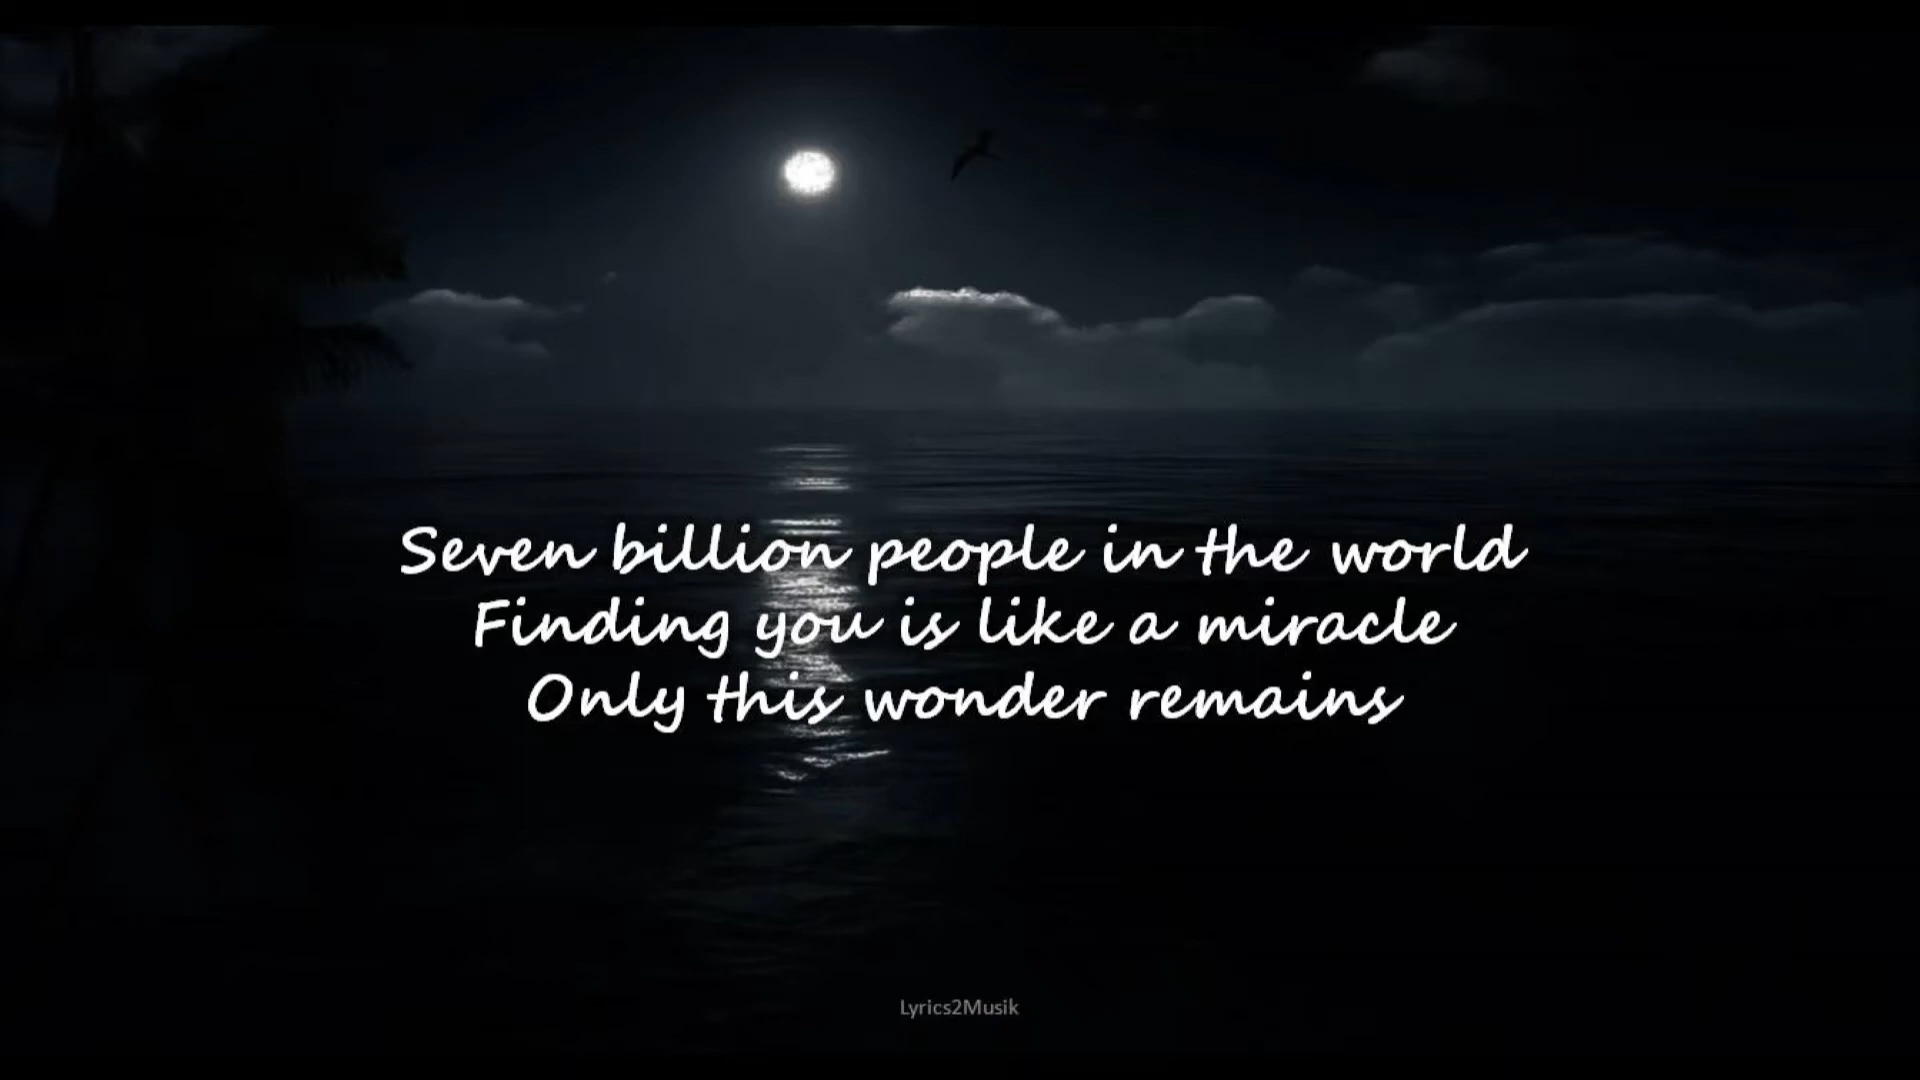 Seven billion people in the world
Finding you is like a miracle
Only this wonder remains
Lyrics2Musik